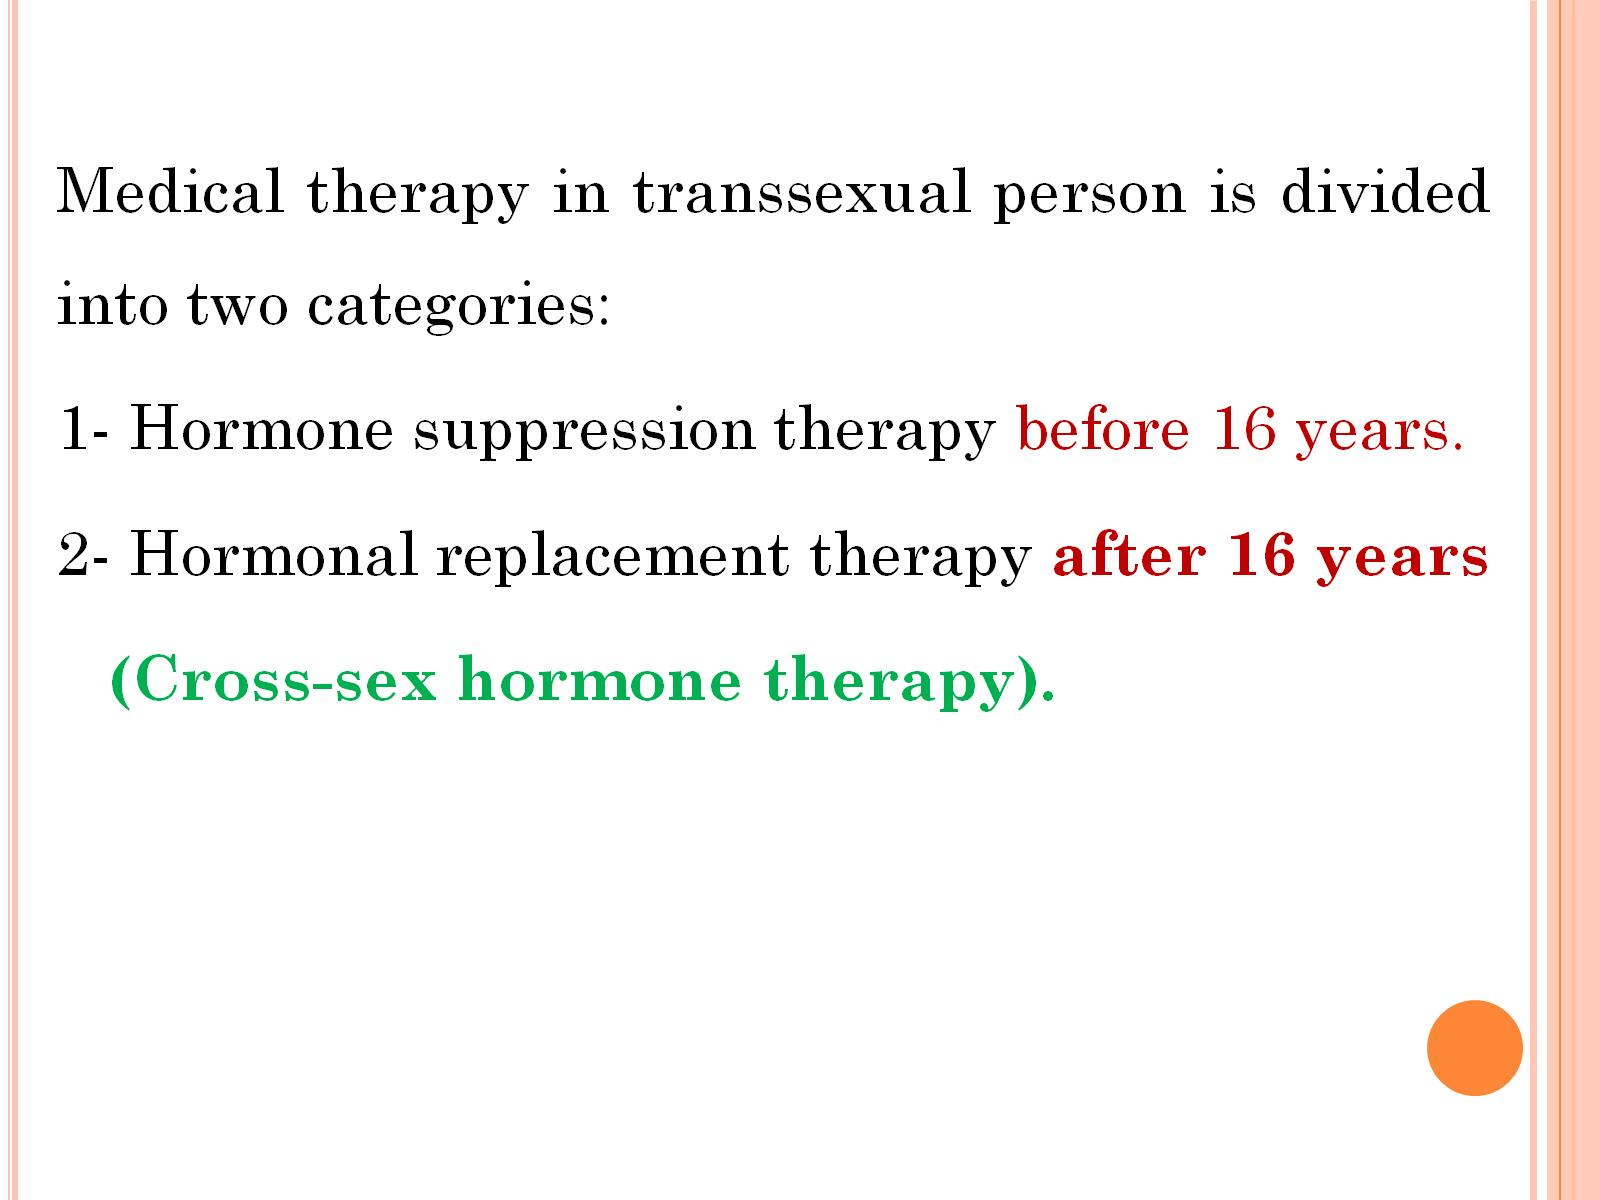 Medical therapy in transsexual person is divided
into two categories:
1- Hormone suppression therapy before 16 years.
2- Hormonal replacement therapy after 16 years
(Cross-sex hormone therapy).